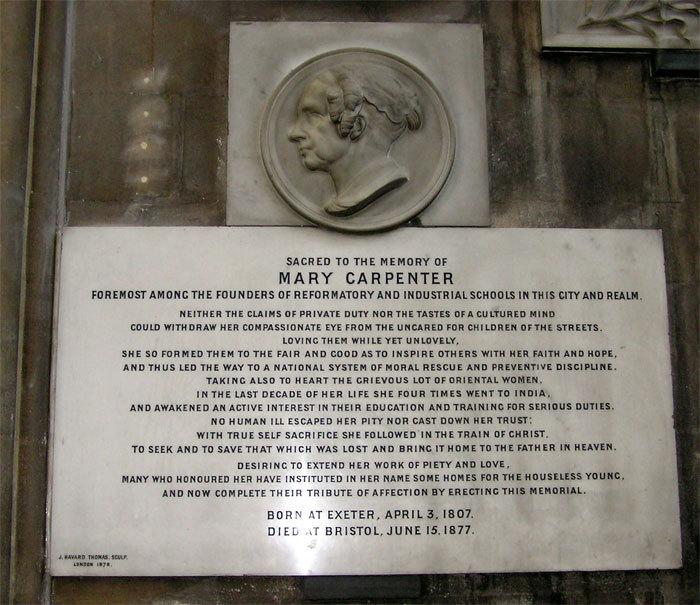 SACRED TO THE MEMORY OF
MARY CARPENTER
FOREMOST AMONG THE FOUNDERS OF REFORMATORY AND INDUSTRIAL SCHOOLS IN THIS CITY AND REALM.
NEITHER THE CLAIMS OF PRIVATE DUTY NOR THE TASTES OF A CULTURED MIND
COULD WITHDRAW HER COMPASSIONATE EYE FROM THE UNCARED FOR CHILDREN OF THE STREETS.
LOVING THEM WHILE YET UNLOVELY,
SHE SO FORMED THEM TO THE FAIR AND GOOD AS TO INSPIRE OTHERS WITH HER FAITH AND HOPE,
AND THUS LED THE WAY TO A NATIONAL SYSTEM OF MORAL RESCUE AND PREVENTIVE DISCIPLINE.
TAKING ALSO TO HEART THE GRIEVOUS LOT OF ORIENTAL WOMEN,
IN THE LAST DECADE OF HER LIFE SHE FOUR TIMES WENT TO INDIA,
AND AWAKENED AN ACTIVE INTEREST IN THEIR EDUCATION AND TRAINING FOR SERIOUS DUTIES.
NO HUMAN ILL ESCAPED HER PITY NOR CAST DOWN HER TRUST:
WITH TRUE SELF SACRIFICE SHE FOLLOWED IN THE TRAIN OF CHRIST,
TO SEEK AND TO SAVE THAT WHICH WAS LOST AND BRING IT HOME TO THE FATHER IN HEAVEN.
DESIRING TO EXTEND HER WORK OF PIETY AND LOVE,
MANY WHO HONOURED HER HAVE INSTITUTED IN HER NAME SOME HOMES FOR THE HOUSELESS YOUNG,
AND NOW COMPLETE THEIR TRIBUTE OF AFFECTION BY ERECTING THIS MEMORIAL.
BORN AT EXETER, APRIL 3, 1807.
DIED AT BRISTOL, JUNE 15, 1877.
J. HAVARD THOMAS, SCULP.
LONDON 1878.